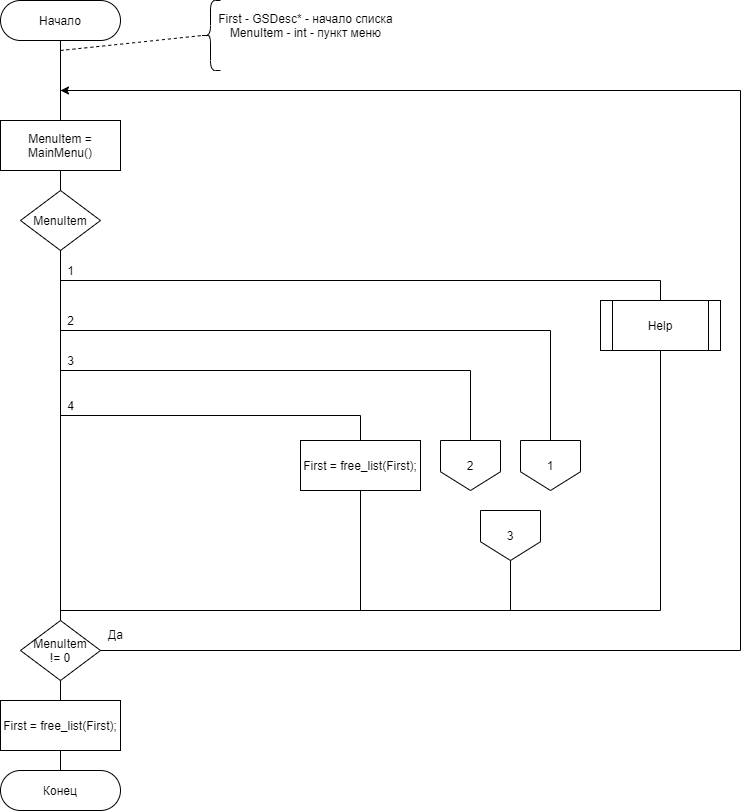 Начало
First - GSDesc* - начало списка
MenuItem - int - пункт меню
MenuItem =
MainMenu()
MenuItem
1
2
Help
3
4
First = free_list(First);
2
1
3
Да
MenuItem
!= 0
First = free_list(First);
Конец